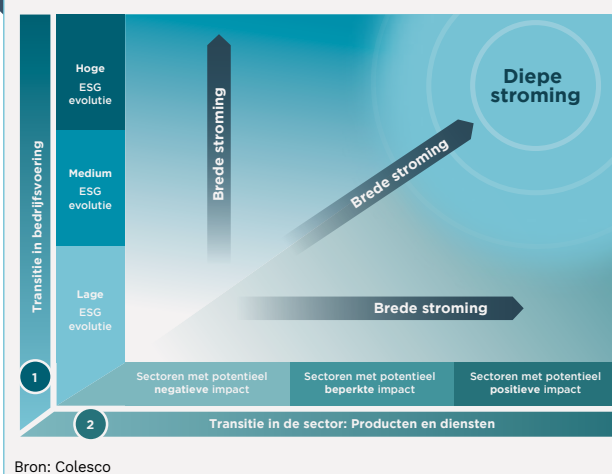 Transitie in bedrijfsvoering
Hoge
ESG
evolutie
Medium
ESG
evolutie
Lage
ESG
evolutie
Brede stroming
Brede stroming
Brede stroming
Diepe
stroming
1
Sectoren met potentieel
negatieve impact
Sectoren met potentieel
beperkte impact
Sectoren met potentieel
positieve impact
2
Transitie in de sector: Producten en diensten
Bron: Colesco